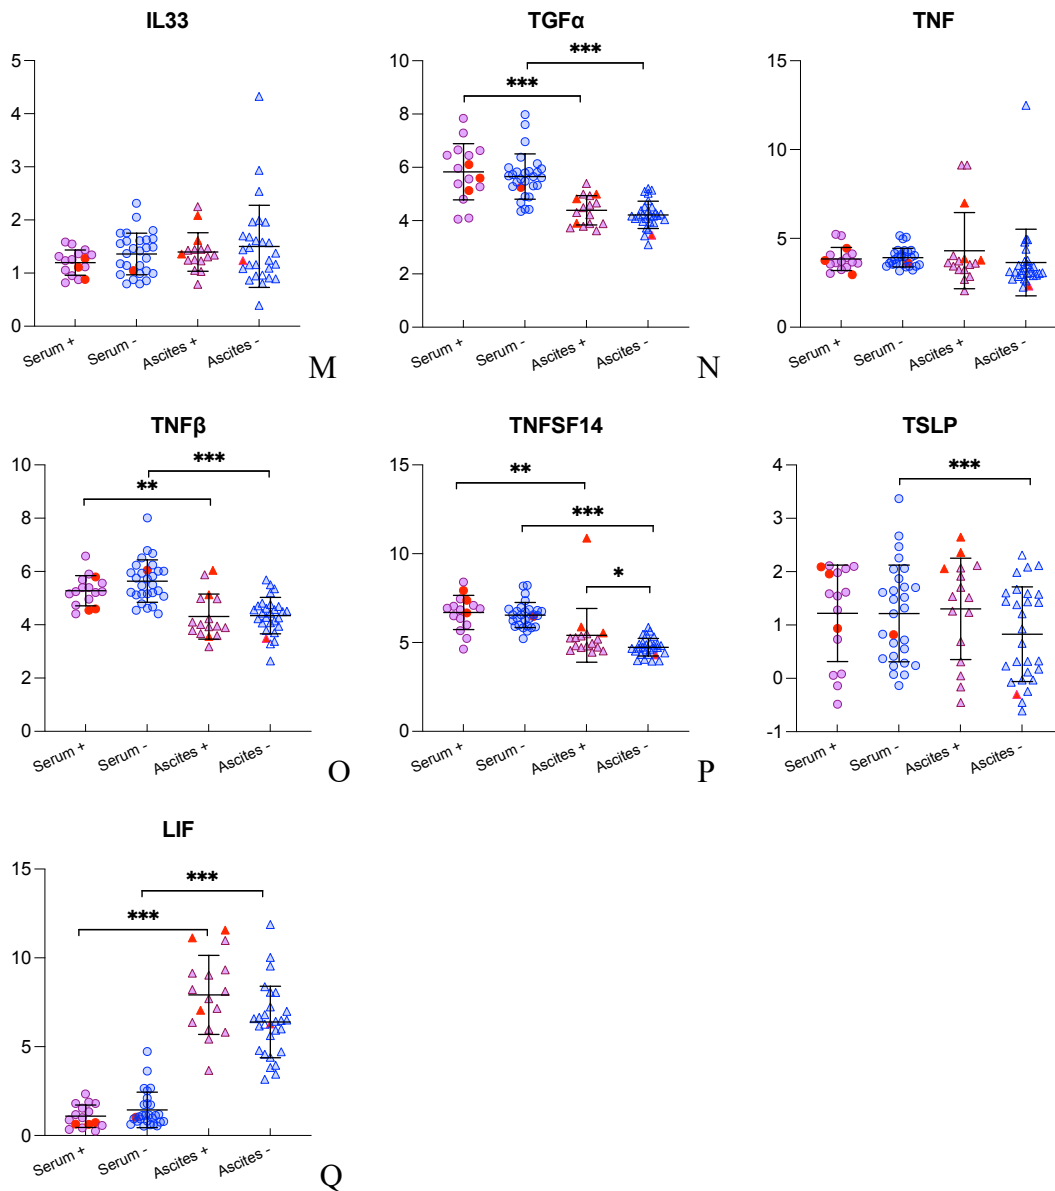 IL33
TGFα
TNF
5
4
3
2
1
0
Serum +
Serum -
Ascites +
Ascites -
M
10
8
6
4
2
0
***
***
Serum +
Serum -
Ascites +
Ascites -
N
15
10
5
0
Serum +
Serum -
Ascites +
Ascites -
TNFβ
TNFSF14
TSLP
10
8
6
4
2
0
***
**
Serum +
Serum -
Ascites +
Ascites -
O
15
10
5
0
**
***
*
Serum +
Serum -
Ascites +
Ascites -
P
4
3
2
1
0
-1
***
Serum +
Serum -
Ascites +
Ascites -
LIF
15
10
5
0
***
***
Serum +
Serum -
Ascites +
Ascites -
Q